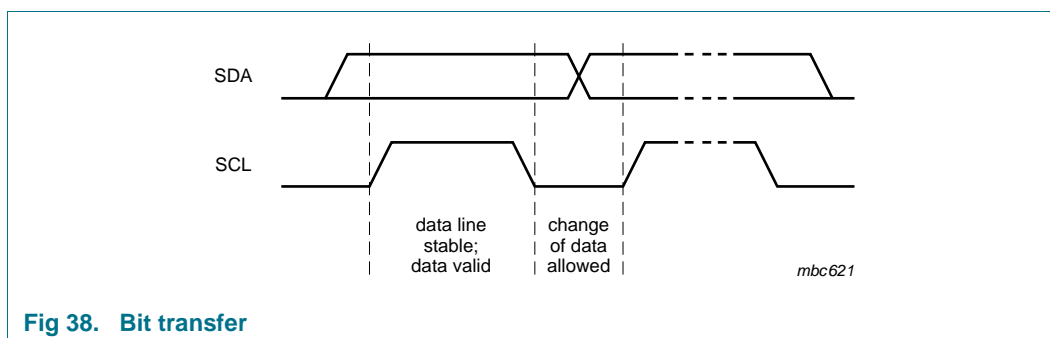 SDA
SCL
data line
stable;
data valid
change
of data
allowed
mbc621
Fig 38. Bit transfer